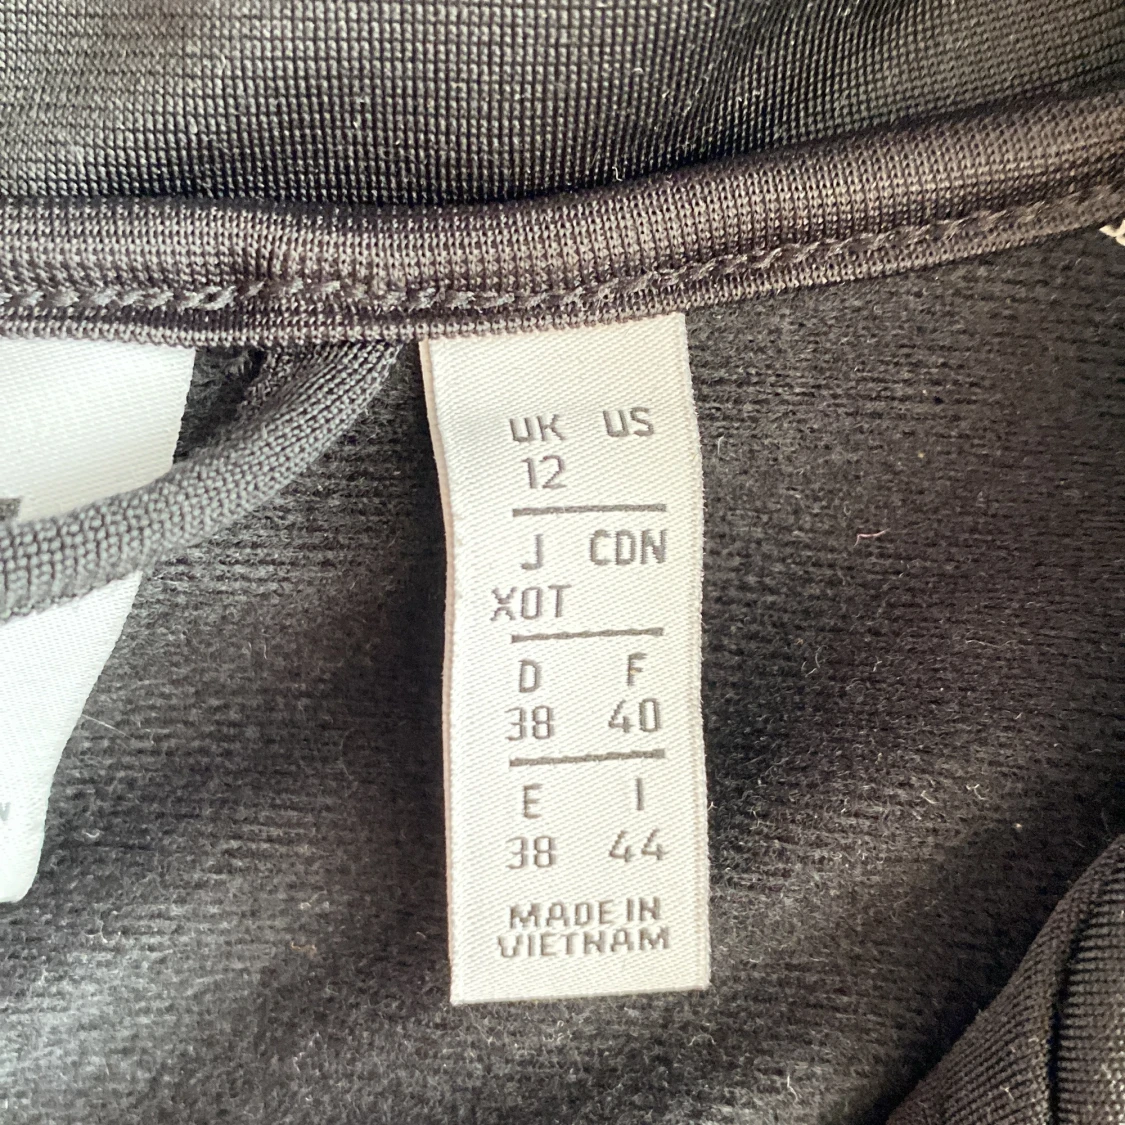 UK US
12
J CDN
XOT
D F
38 40
E I
38 44
MADE IN
VIETNAM